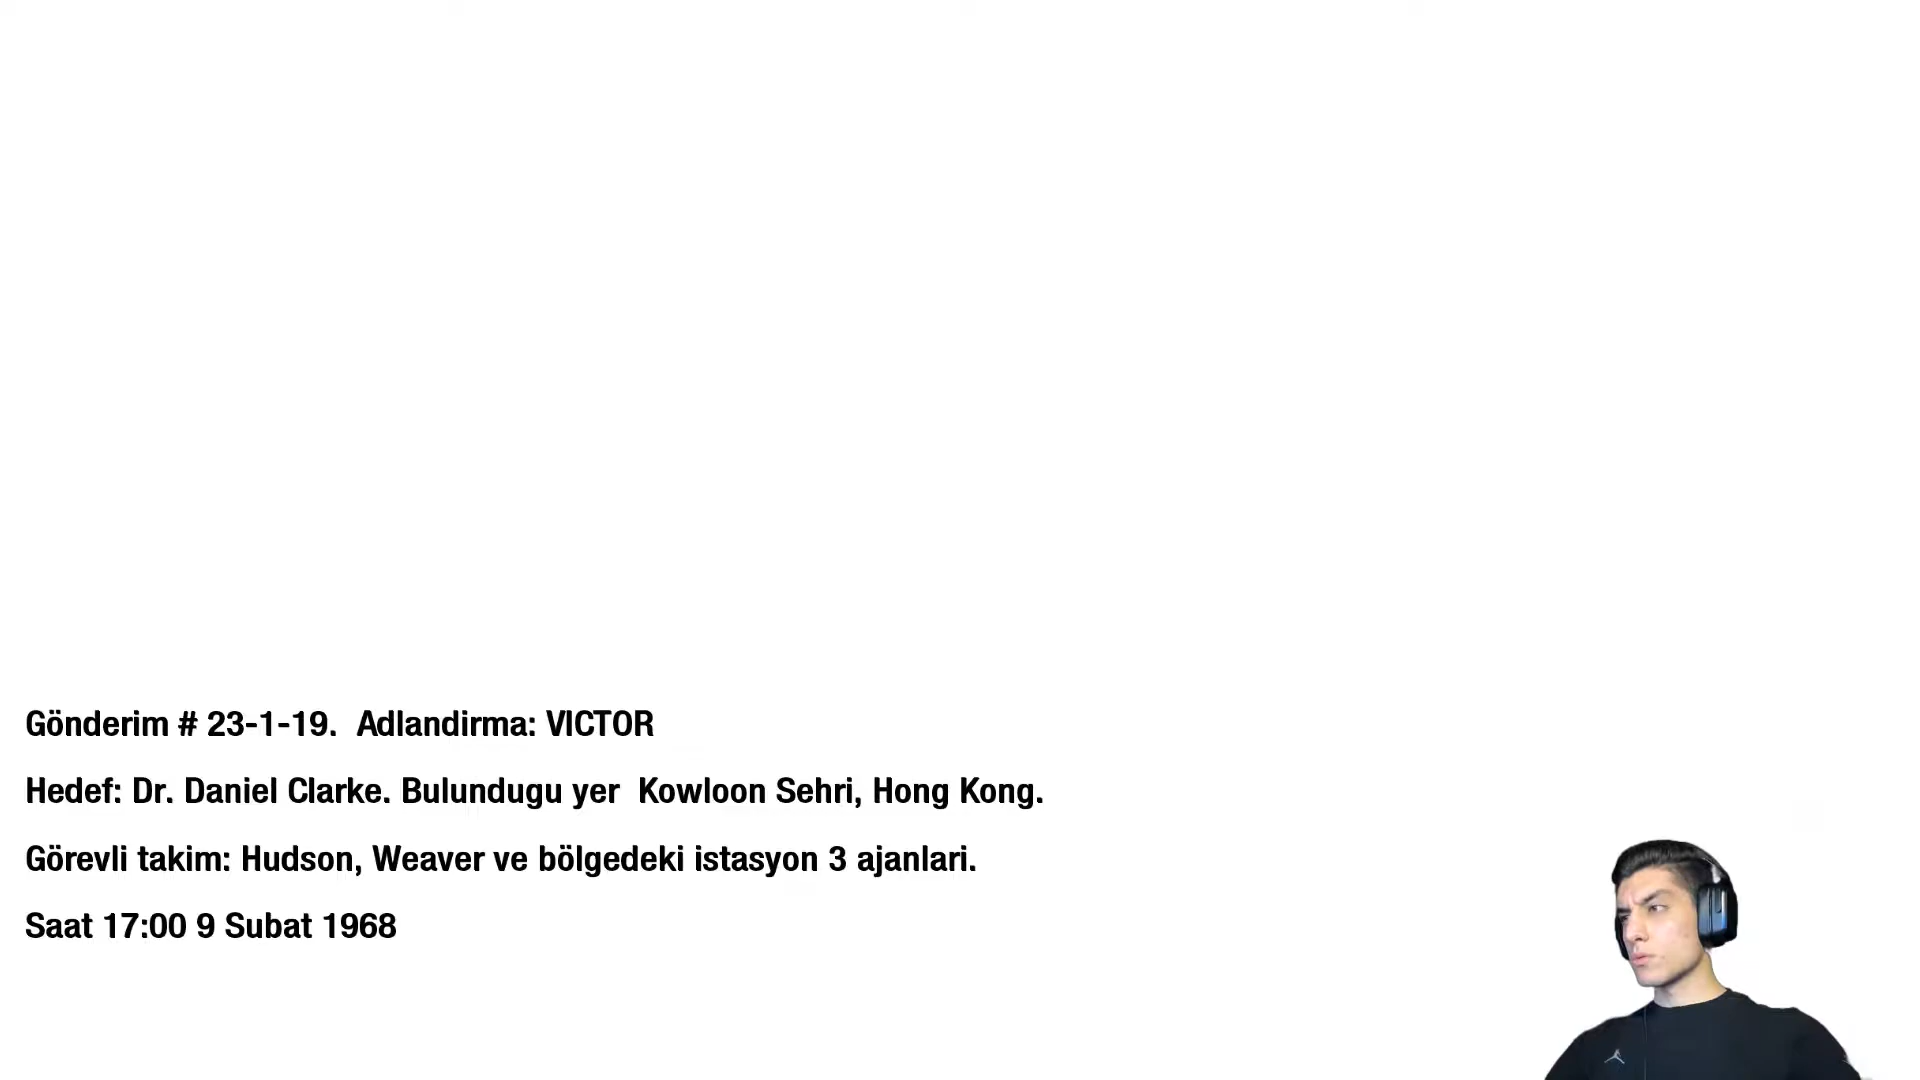 Gönderim # 23-1-19.  Adlandirma: VICTOR
Hedef: Dr. Daniel Clarke. Bulundugu yer  Kowloon Sehri, Hong Kong.
Görevli takim: Hudson, Weaver ve bölgedeki istasyon 3 ajanlari.
Saat 17:00 9 Subat 1968